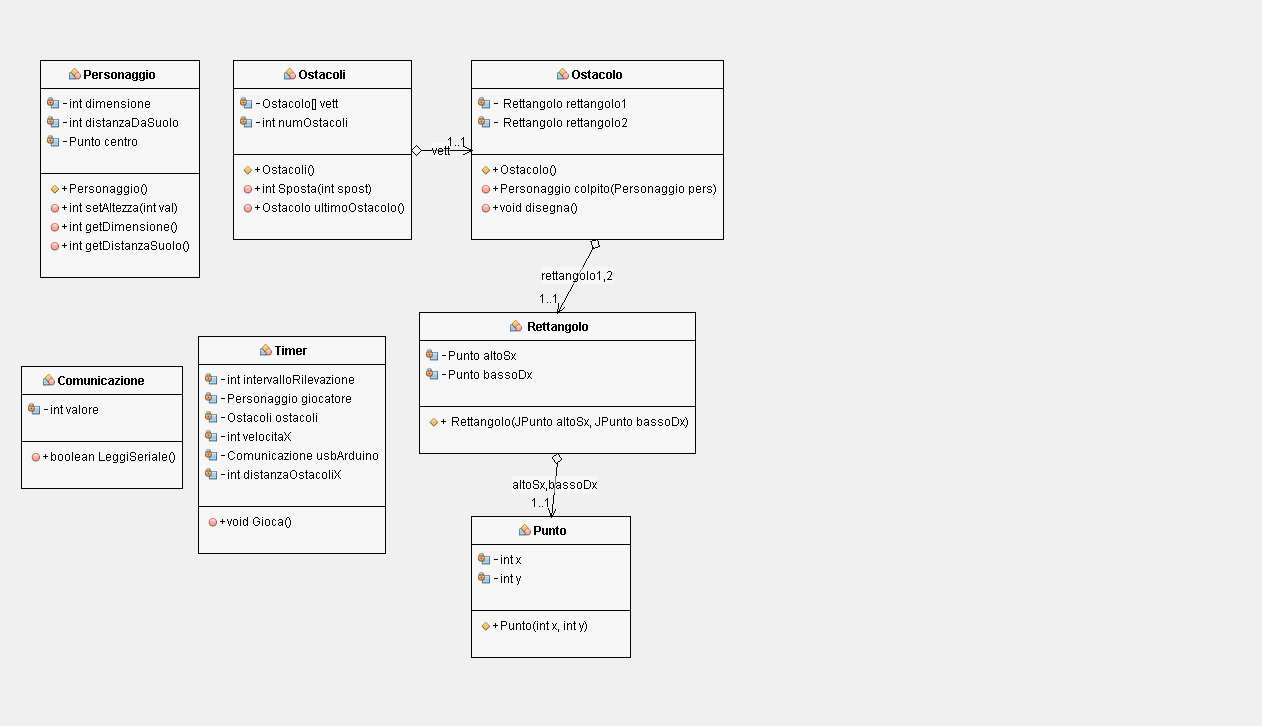 Personaggio
- int dimensione
- int distanzaDaSuolo
- Punto centro
+ Personaggio()
+ int setAltezza(int val)
+ int getDimensione()
+ int getDistanzaSuolo()
Ostacoli
- Ostacolo[] vett
- int numOstacoli
+ Ostacoli()
+ int Sposta(int spost)
+ Ostacolo ultimoOstacolo()
1..1
vett
Ostacolo
- Rettangolo rettangolo1
- Rettangolo rettangolo2
+ Ostacolo()
+ Personaggio colpito(Personaggio pers)
+ void disegna()
rettangolo1,2
1..1
Rettangolo
- Punto altoSx
- Punto bassoDx
+ Rettangolo(JPunto altoSx, JPunto bassoDx)
Comunicazione
- int valore
+ boolean LeggiSeriale()
Timer
- int intervalloRilevazione
- Personaggio giocatore
- Ostacoli ostacoli
- int velocitaX
- Comunicazione usbArduino
- int distanzaOstacoliX
+ void Gioca()
altoSx,bassoDx
1..1
Punto
- int x
- int y
+ Punto(int x, int y)